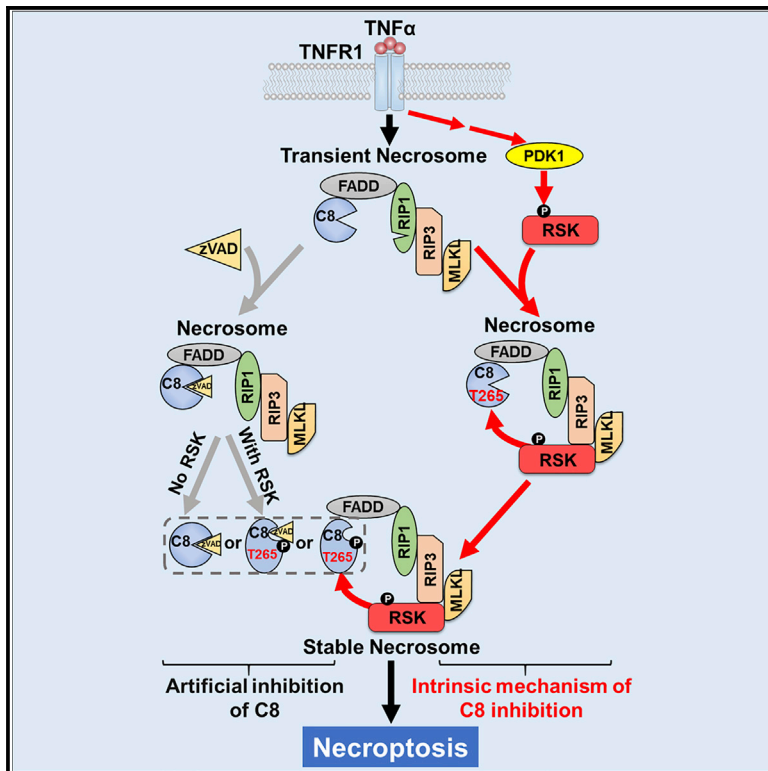 TNFα
TNFR1
PDK1
Transient Necrosome
P
RSK
FADD
C8
RIP1
RIP3
MLKL
zVAD
Necrosome
FADD
C8
zVAD
RIP1
RIP3
MLKL
Necrosome
FADD
C8
T265
RIP1
RIP3
MLKL
P
RSK
No RSK
With RSK
C8
zVAD
or
C8
zVAD
T265
P
or
FADD
C8
P
T265
RIP1
RIP3
MLKL
P
RSK
Stable Necrosome
Artificial inhibition
of C8
Intrinsic mechanism of
C8 inhibition
Necroptosis